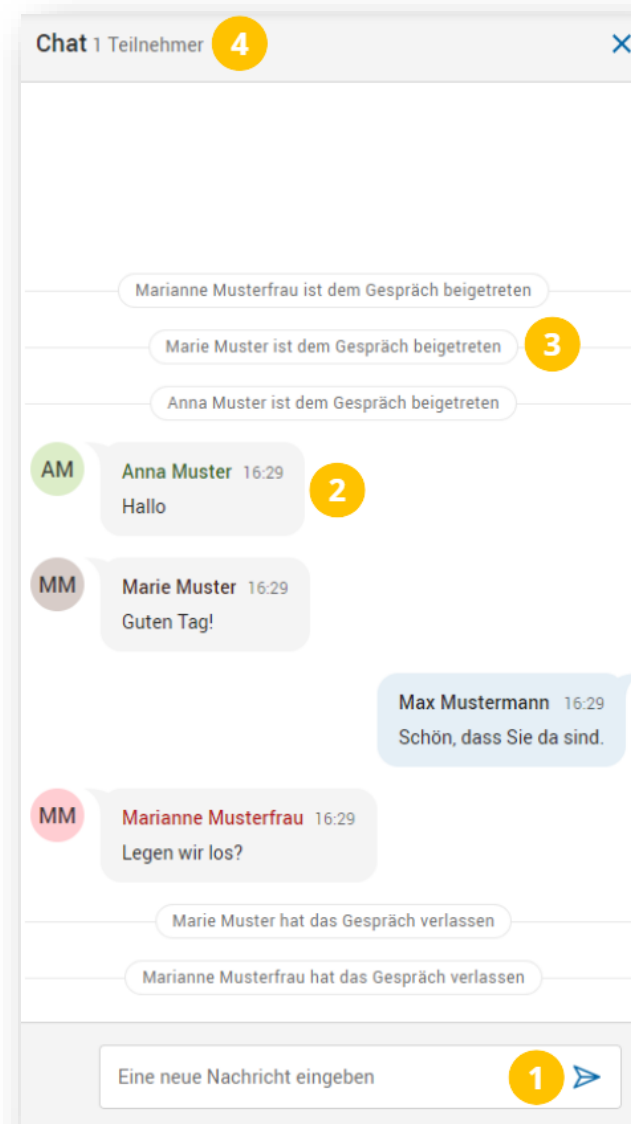 Chat 1 Teilnehmer 4
Marianne Musterfrau ist dem Gespräch beigetreten
Marie Muster ist dem Gespräch beigetreten 3
Anna Muster ist dem Gespräch beigetreten
AM
Anna Muster 16:29
Hallo
2
MM
Marie Muster 16:29
Guten Tag!
Max Mustermann 16:29
Schön, dass Sie da sind.
MM
Marianne Musterfrau 16:29
Legen wir los?
Marie Muster hat das Gespräch verlassen
Marianne Musterfrau hat das Gespräch verlassen
Eine neue Nachricht eingeben 1